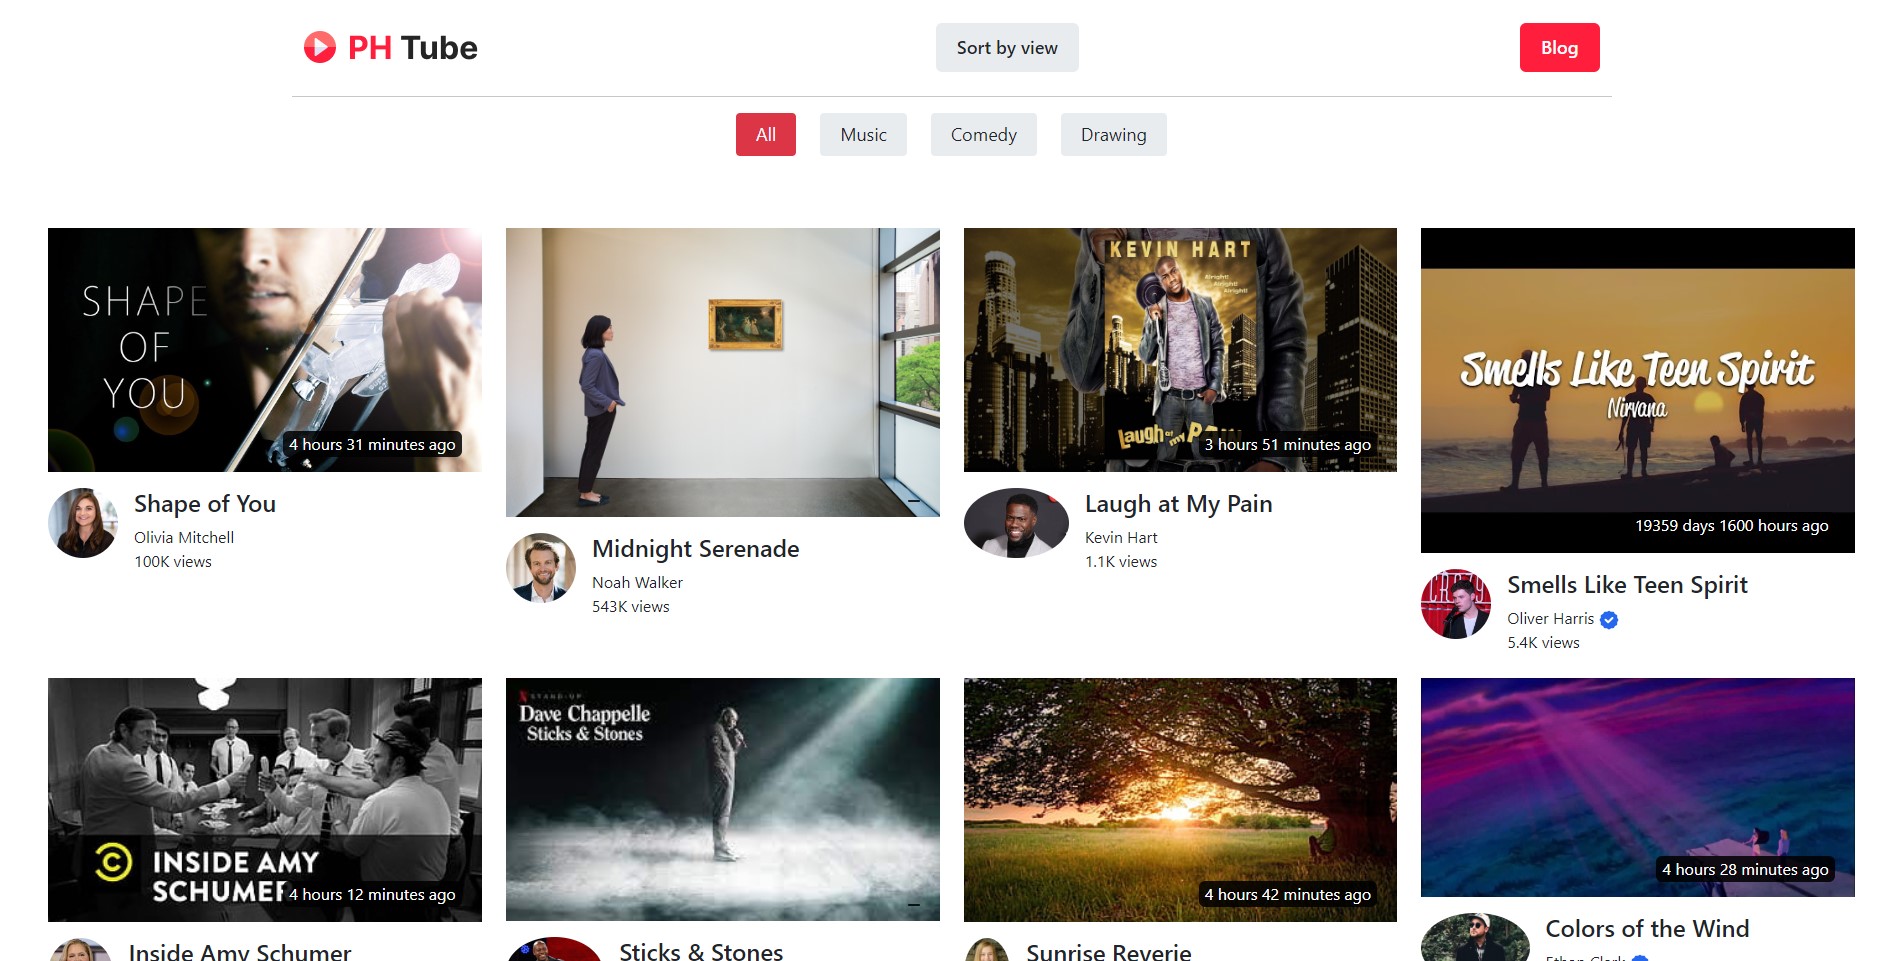 PH Tube
Sort by view
Blog
All
Music
Comedy
Drawing
SHAPE
OF
YOU
4 hours 31 minutes ago
Shape of You
Olivia Mitchell
100K views
Midnight Serenade
Noah Walker
543K views
KEVIN HART
Alright!
Alright!
Alright!
Laugh at my
3 hours 51 minutes ago
Laugh at My Pain
Kevin Hart
1.1K views
Smells Like Teen Spirit
Nirvana
19359 days 1600 hours ago
Smells Like Teen Spirit
Oliver Harris
5.4K views
INSIDE AMY
SCHUMER
4 hours 12 minutes ago
Inside Amy Schumer
N STAND-UP
Dave Chappelle
Sticks & Stones
Sticks & Stones
4 hours 42 minutes ago
Sunrise Reverie
4 hours 28 minutes ago
Colors of the Wind
Ethan Clark